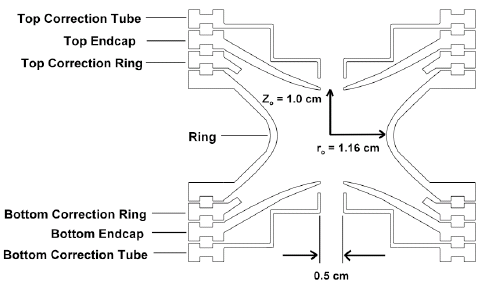 Top Correction Tube
Top Endcap
Top Correction Ring
Zo = 1.0 cm
Ring
ro = 1.16 cm
Bottom Correction Ring
Bottom Endcap
Bottom Correction Tube
0.5 cm